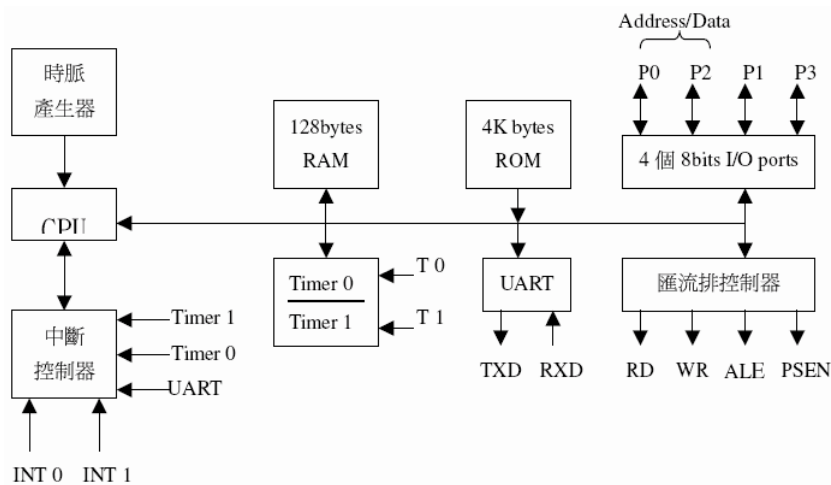 Address/Data
P0 P2 P1 P3
時脈
產生器
128bytes
RAM
4K bytes
ROM
4 個 8bits I/O ports
CPU
Timer 0
Timer 1
T 0
T 1
UART
匯流排控制器
TXD RXD
RD WR ALE PSEN
中斷
控制器
Timer 1
Timer 0
UART
INT 0 INT 1